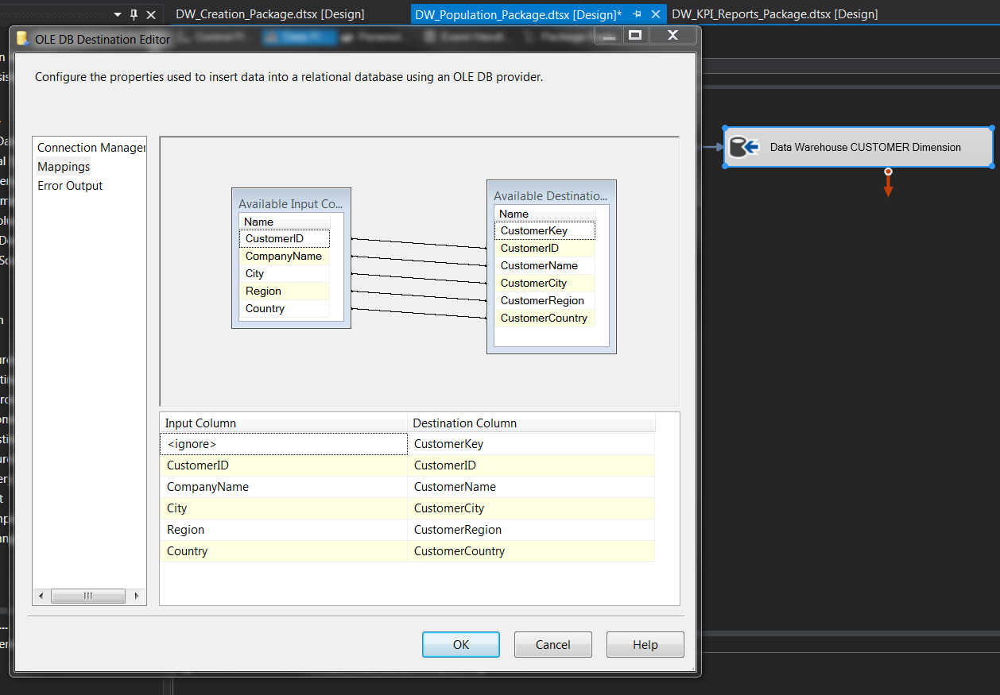 DW_Creation_Package.dtsx [Design]
DW_Population_Package.dtsx [Design]*
DW_KPI_Reports_Package.dtsx [Design]
OLE DB Destination Editor
Configure the properties used to insert data into a relational database using an OLE DB provider.
Connection Manager
Mappings
Error Output
Available Input Co...
Name
CustomerID
CompanyName
City
Region
Country
Available Destinatio...
Name
CustomerKey
CustomerID
CustomerName
CustomerCity
CustomerRegion
CustomerCountry
Data Warehouse CUSTOMER Dimension
Input Column Destination Column
<ignore> CustomerKey
CustomerID CustomerID
CompanyName CustomerName
City CustomerCity
Region CustomerRegion
Country CustomerCountry
OK Cancel Help